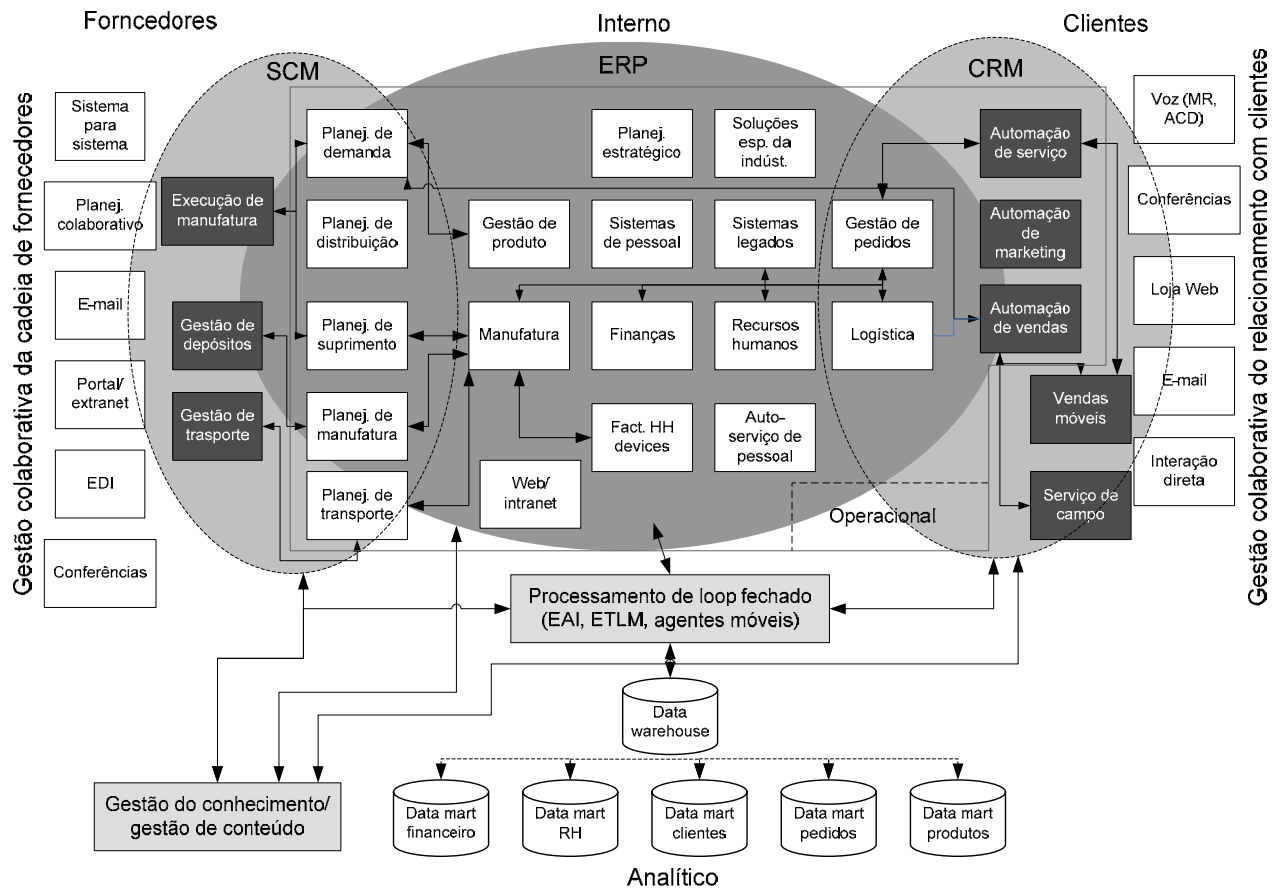 Forncedores
Interno
Clientes
Gestão colaborativa da cadeia de fornecedores
Gestão colaborativa do relacionamento com clientes
SCM
ERP
CRM
Sistema
para
sistema
Planej.
colaborativo
E-mail
Portal/
extranet
EDI
Conferências
Execução de
manufatura
Gestão de
depósitos
Gestão de
trasporte
Planej. de
demanda
Planej. de
distribuição
Planej. de
suprimento
Planej. de
manufatura
Planej. de
transporte
Planej.
estratégico
Soluções
esp. da
indúst.
Gestão de
produto
Sistemas
de pessoal
Sistemas
legados
Gestão de
pedidos
Manufatura
Finanças
Recursos
humanos
Logística
Fact. HH
devices
Auto-
serviço de
pessoal
Web/
intranet
Operacional
Automação
de serviço
Automação
de
marketing
Automação
de vendas
Vendas
móveis
Serviço de
campo
Voz (MR,
ACD)
Conferências
Loja Web
E-mail
Interação
direta
Processamento de loop fechado
(EAI, ETLM, agentes móveis)
Data
warehouse
Gestão do conhecimento/
gestão de conteúdo
Data mart
financeiro
Data mart
RH
Data mart
clientes
Data mart
pedidos
Data mart
produtos
Analítico